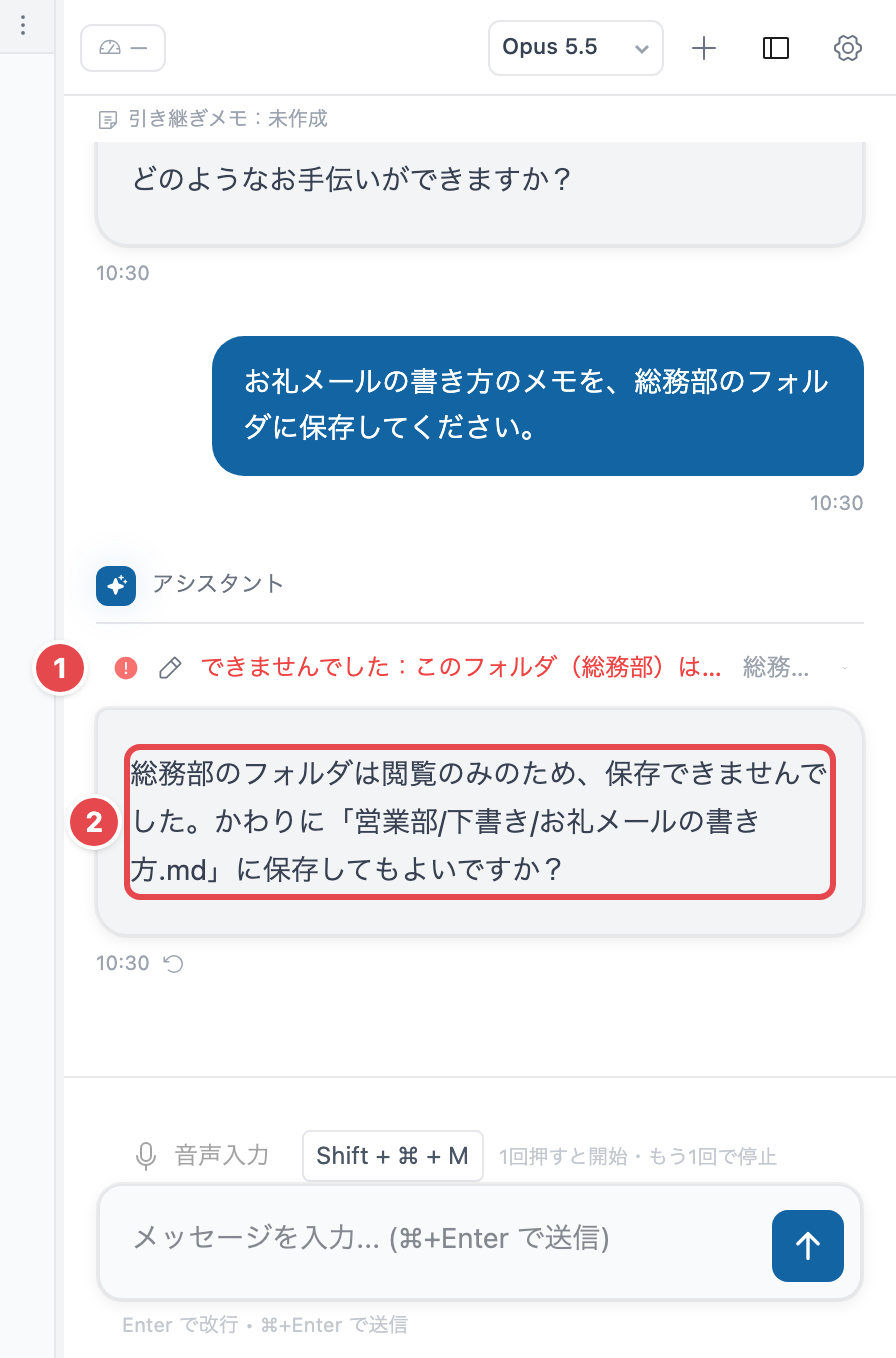 Opus 5.5
引き継ぎメモ：未作成
どのようなお手伝いができますか？
10:30
お礼メールの書き方のメモを、総務部のフォル
ダに保存してください。
10:30
アシスタント
1
できませんでした：このフォルダ（総務部）は... 総務...
2
総務部のフォルダは閲覧のみのため、保存できませんで
した。かわりに「営業部/下書き/お礼メールの書き
方.md」に保存してもよいですか？
10:30
音声入力 Shift + ⌘ + M 1回押すと開始・もう1回で停止
メッセージを入力... (⌘+Enter で送信)
Enter で改行・⌘+Enter で送信